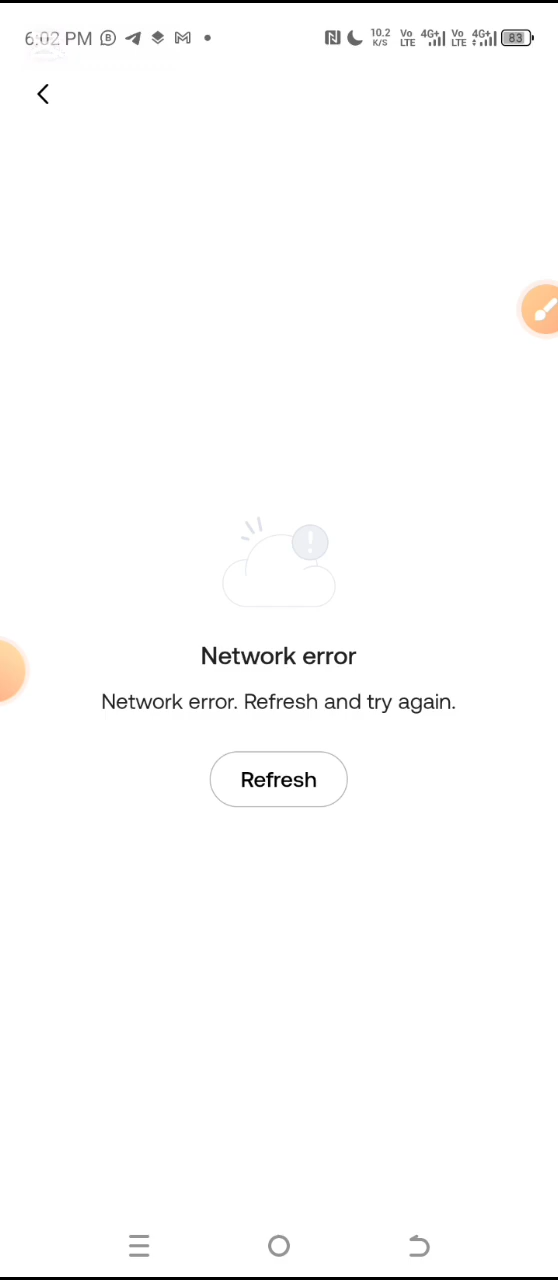 6:02 PM
10.2 K/S Vo LTE 4G+ Vo LTE 4G+ 83
Network error
Network error. Refresh and try again.
Refresh